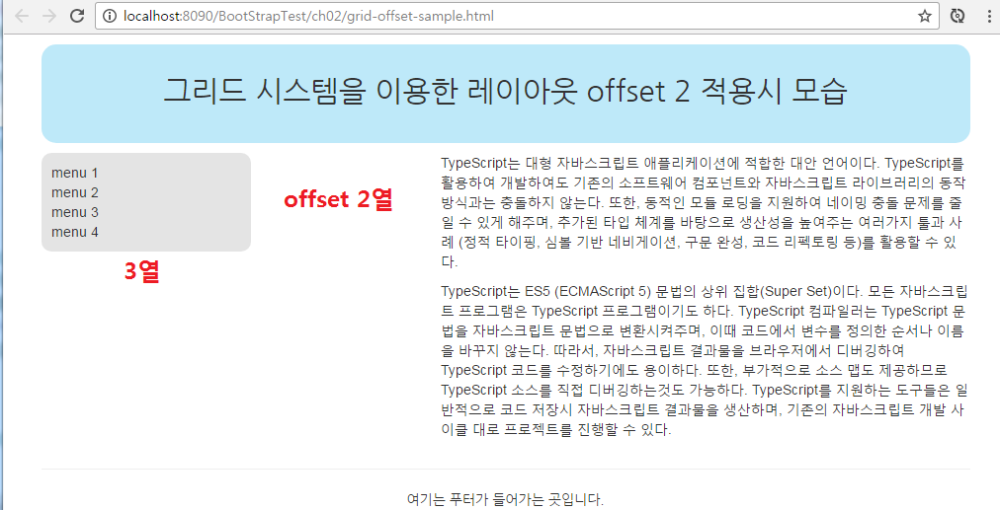 localhost:8090/BootStrapTest/ch02/grid-offset-sample.html
그리드 시스템을 이용한 레이아웃 offset 2 적용시 모습
menu 1
menu 2
menu 3
menu 4
3열
offset 2열
TypeScript는 대형 자바스크립트 애플리케이션에 적합한 대안 언어이다. TypeScript를
활용하여 개발하여도 기존의 소프트웨어 컴포넌트와 자바스크립트 라이브러리의 동작
방식과는 충돌하지 않는다. 또한, 동적인 모듈 로딩을 지원하여 네이밍 충돌 문제를 줄
일 수 있게 해주며, 추가된 타입 체계를 바탕으로 생산성을 높여주는 여러가지 툴과 사
례 (정적 타이핑, 심볼 기반 네비게이션, 구문 완성, 코드 리펙토링 등)를 활용할 수 있
다.
TypeScript는 ES5 (ECMAScript 5) 문법의 상위 집합(Super Set)이다. 모든 자바스크립
트 프로그램은 TypeScript 프로그램이기도 하다. TypeScript 컴파일러는 TypeScript 문
법을 자바스크립트 문법으로 변환시켜주며, 이때 코드에서 변수를 정의한 순서나 이름
을 바꾸지 않는다. 따라서, 자바스크립트 결과물을 브라우저에서 디버깅하여
TypeScript 코드를 수정하기에도 용이하다. 또한, 부가적으로 소스 맵도 제공하므로
TypeScript 소스를 직접 디버깅하는것도 가능하다. TypeScript를 지원하는 도구들은 일
반적으로 코드 저장시 자바스크립트 결과물을 생산하며, 기존의 자바스크립트 개발 사
이클 대로 프로젝트를 진행할 수 있다.
여기는 푸터가 들어가는 곳입니다.